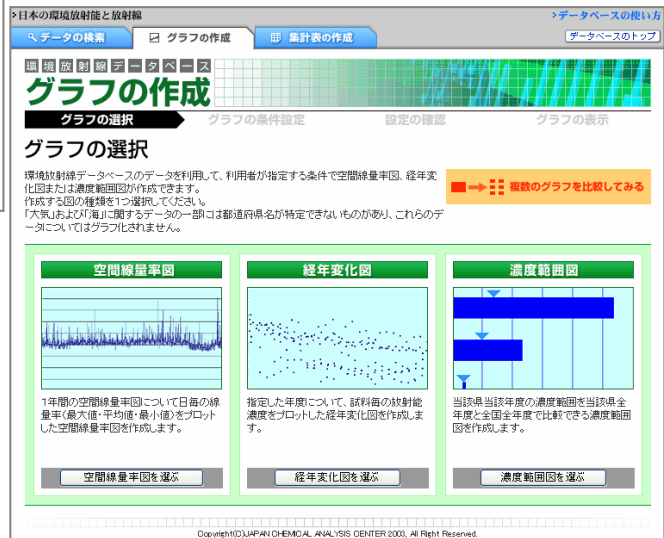 >日本の環境放射能と放射線
>データベースの使い方
データの検索
グラフの作成
集計表の作成
データベースのトップ
環境放射線データベース
グラフの作成
グラフの選択
グラフの条件設定
設定の確認
グラフの表示
グラフの選択
環境放射線データベースのデータを利用して、利用者が指定する条件で空間線量率図、経年変
化図または濃度範囲図が作成できます。
作成する図の種類を1つ選択してください。
「大気」および「海」に関するデータの一部には都道府県名が特定できないものがあり、これらのデ
ータについてはグラフ化されません。
複数のグラフを比較してみる
空間線量率図
1年間の空間線量率図について日毎の線
量率(最大値・平均値・最小値)をプロット
した空間線量率図を作成します。
空間線量率図を選ぶ
経年変化図
指定した年度について、試料毎の放射能
濃度をプロットした経年変化図を作成しま
す。
経年変化図を選ぶ
濃度範囲図
当該県当該年度の濃度範囲を当該県全
年度と全国全年度で比較できる濃度範囲
図を作成します。
濃度範囲図を選ぶ
Copyright(C)JAPAN CHEMICAL ANALYSIS CENTER 2003, All Right Reserved.